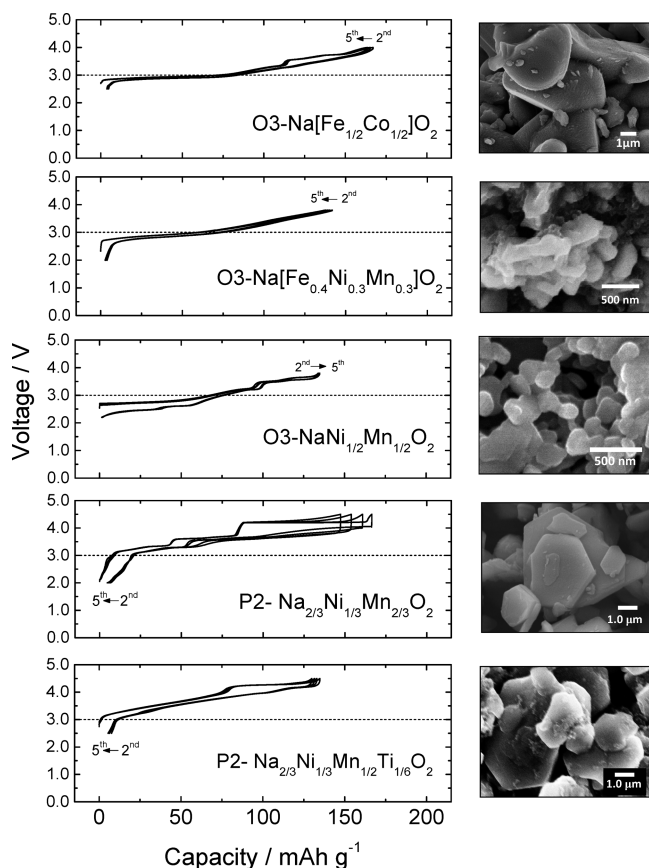 5.0
4.0
3.0
2.0
1.0
0.0
5th ← 2nd
O3-Na[Fe1/2Co1/2]O2
1μm
5.0
4.0
3.0
2.0
1.0
0.0
5th ← 2nd
O3-Na[Fe0.4Ni0.3Mn0.3]O2
500 nm
5.0
4.0
3.0
2.0
1.0
0.0
2nd → 5th
O3-NaNi1/2Mn1/2O2
500 nm
5.0
4.0
3.0
2.0
1.0
0.0
5th ← 2nd
P2- Na2/3Ni1/3Mn2/3O2
1.0 μm
5.0
4.0
3.0
2.0
1.0
0.0
5th ← 2nd
P2- Na2/3Ni1/3Mn1/2Ti1/6O2
1.0 μm
0 50 100 150 200
Voltage / V
Capacity / mAh g-1